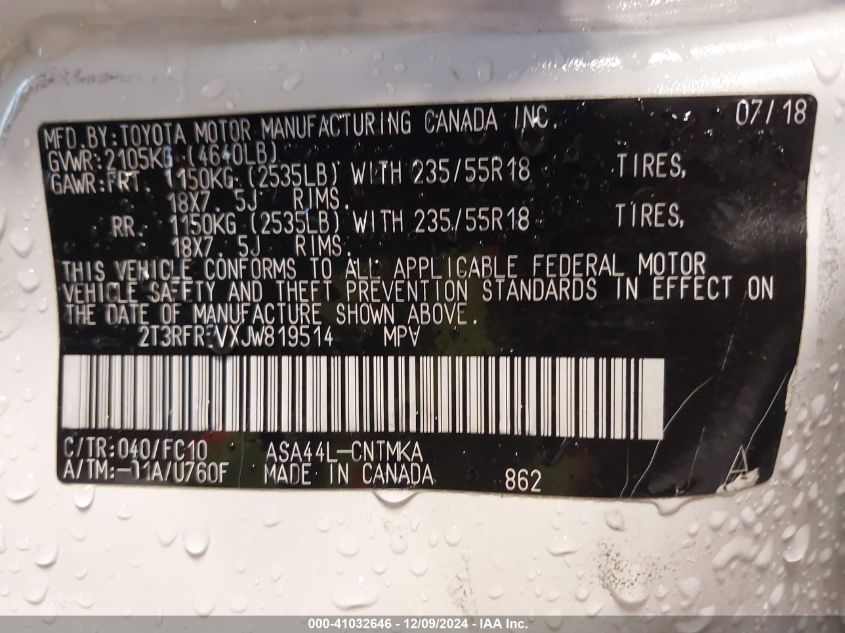 MFD. BY: TOYOTA MOTOR MANUFACTURING CANADA INC. 07/18
GVWR: 2105KG (4640LB)
GAWR: FRT. 1150KG (2535LB) WITH 235/55R18 TIRES,
18X7. 5J RIMS.
RR. 1150KG (2535LB) WITH 235/55R18 TIRES,
18X7. 5J RIMS.
THIS VEHICLE CONFORMS TO ALL APPLICABLE FEDERAL MOTOR
VEHICLE SAFETY AND THEFT PREVENTION STANDARDS IN EFFECT ON
THE DATE OF MANUFACTURE SHOWN ABOVE.
2T3RFREVXJW819514 MPV
C/TR: 040/FC10 ASA44L-CNTMKA
A/TM: -01A/U760F MADE IN CANADA 862 A
000-41032646 - 12/09/2024 - IAA Inc.